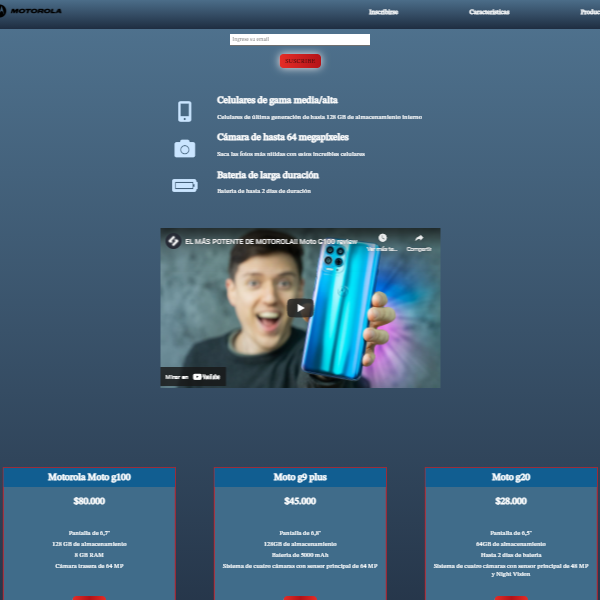 MOTOROLA
Inscribirse
Características
Produc
Ingrese su email
SUSCRIBE
Celulares de gama media/alta
Celulares de última generación de hasta 128 GB de almacenamiento interno
Cámara de hasta 64 megapíxeles
Saca las fotos más nítidas con estos increíbles celulares
Batería de larga duración
Batería de hasta 2 días de duración
EL MÁS POTENTE DE MOTOROLA!! Moto G100 review
Ver más ta...
Compartir
Mirar en YouTube
Motorola Moto g100
$80.000
Pantalla de 6,7"
128 GB de almacenamiento
8 GB RAM
Cámara trasera de 64 MP
Moto g9 plus
$45.000
Pantalla de 6,8"
128GB de almacenamiento
Batería de 5000 mAh
Sistema de cuatro cámaras con sensor principal de 64 MP
Moto g20
$28.000
Pantalla de 6,5"
64GB de almacenamiento
Hasta 2 días de batería
Sistema de cuatro cámaras con sensor principal de 48 MP
y Night Vision